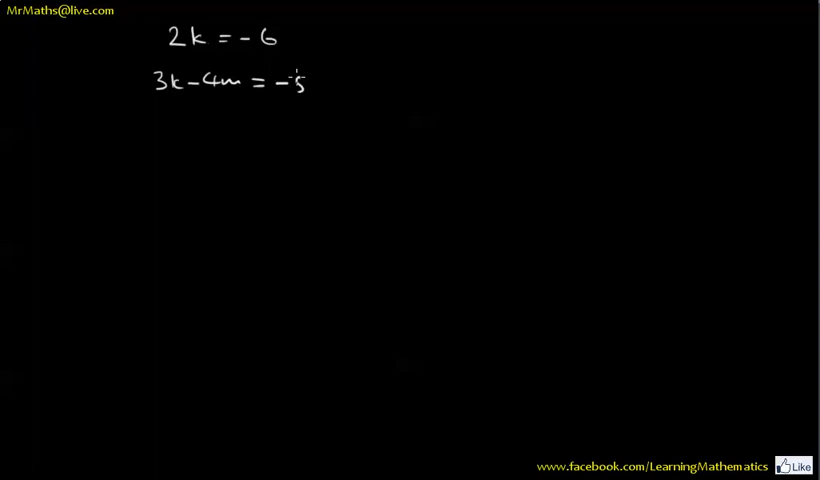 MrMaths@live.com
2k = - 6
3k - 4m = - 5
www.facebook.com/LearningMathematics
Like